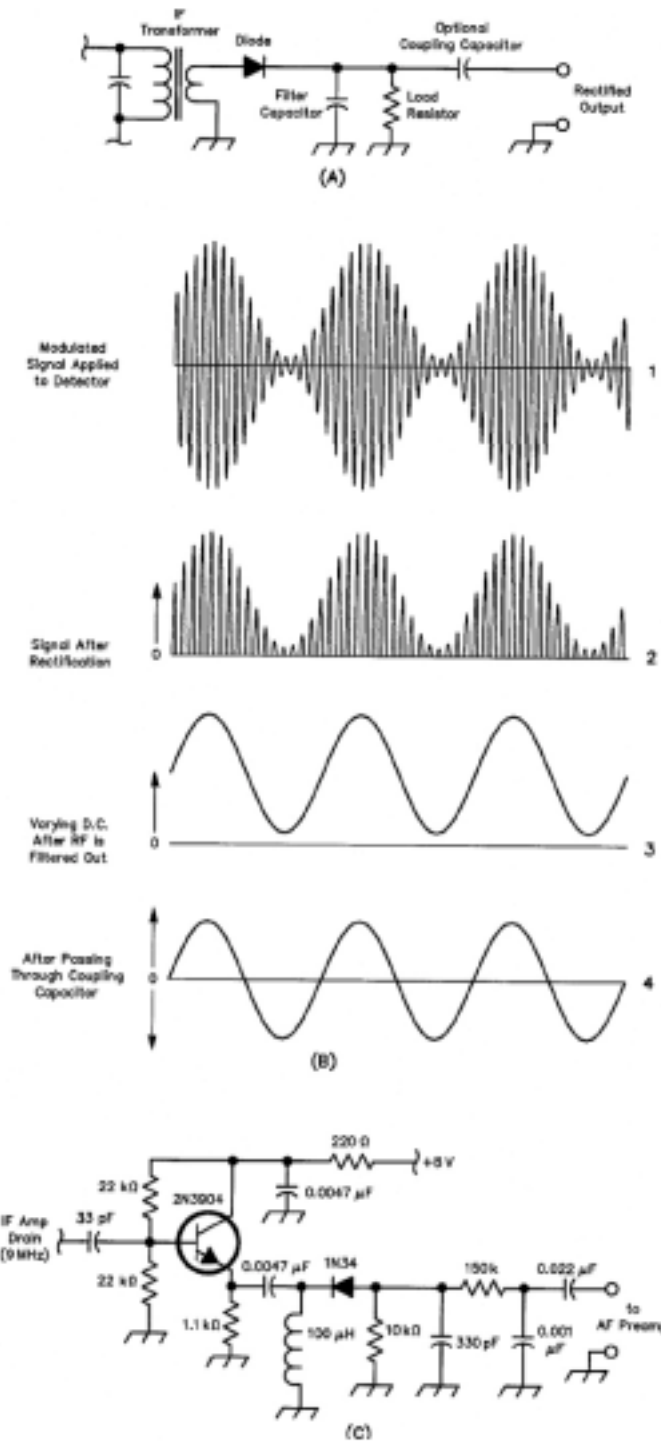 IF
Transformer
Diode
Optional
Coupling Capacitor
Filter
Capacitor
Load
Resistor
Rectified
Output
(A)
Modulated
Signal Applied
to Detector
1
Signal After
Rectification
0
2
Varying D.C.
After RF is
Filtered Out
0
3
After Passing
Through Coupling
Capacitor
0
4
(B)
220 Ω
+8 V
22 kΩ
2N3904
0.0047 µF
IF Amp
Drain
(9 MHz)
33 pF
22 kΩ
0.0047 µF
1N34
150k
0.022 µF
1.1 kΩ
100 µH
10 kΩ
330 pF
0.001
µF
to
AF Preamp
(C)